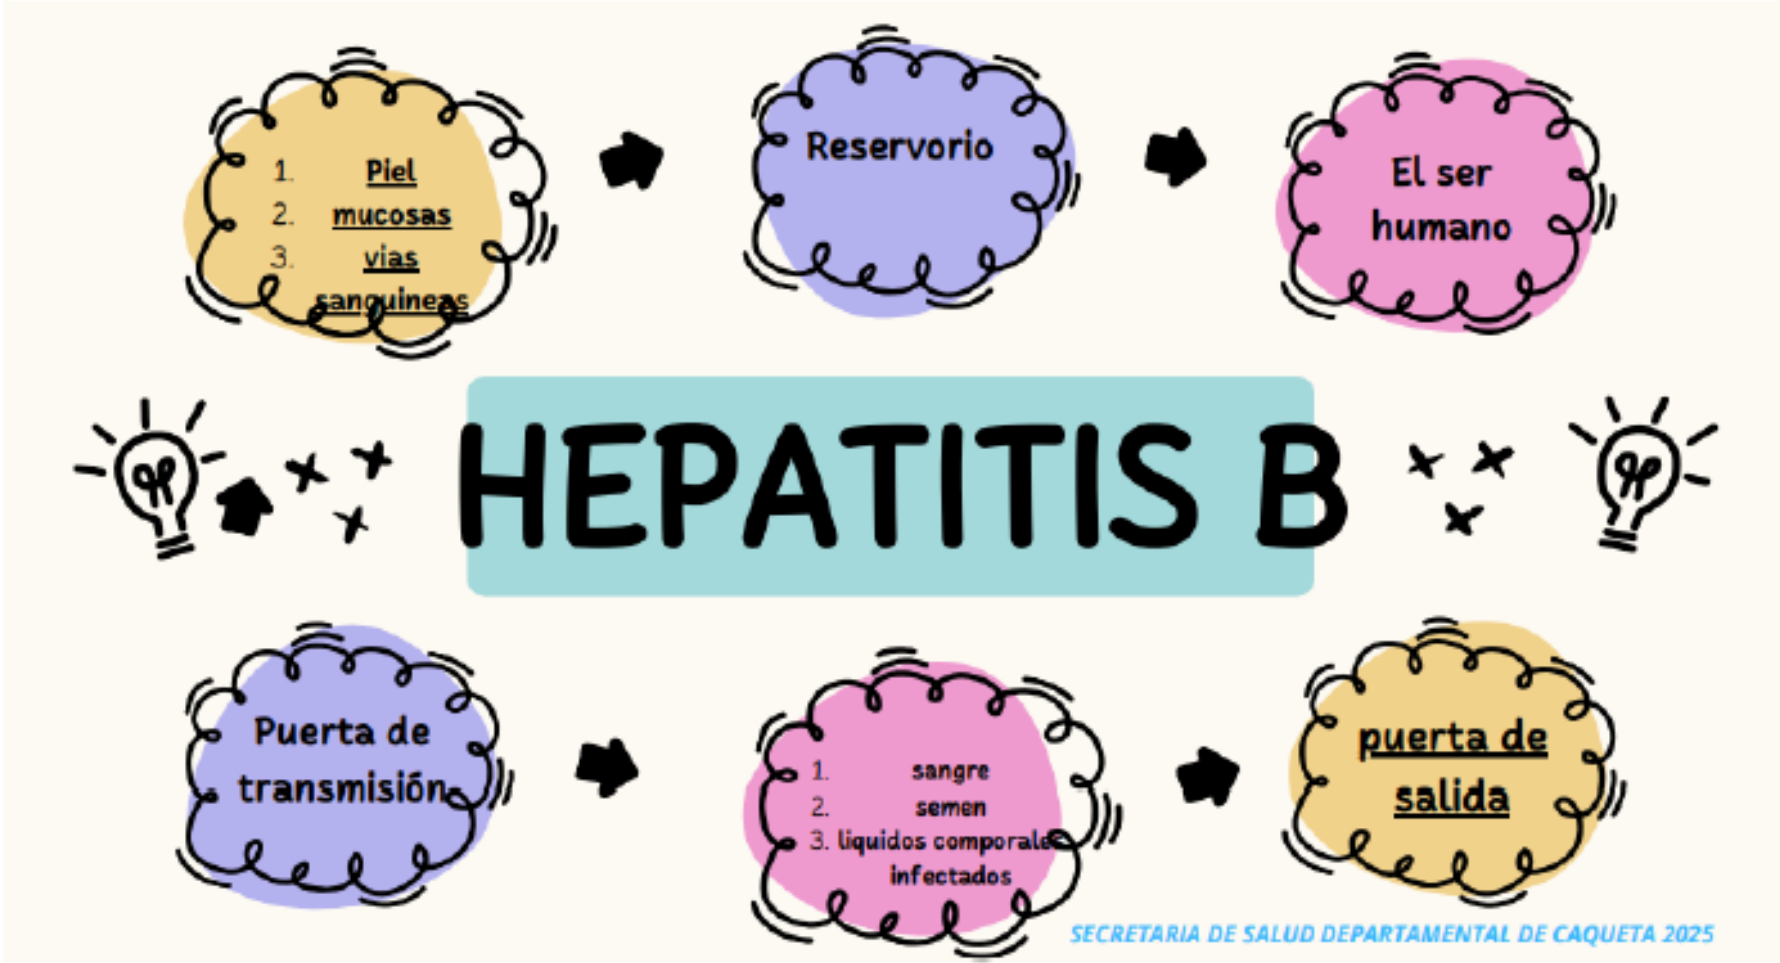 1. Piel
2. mucosas
3. vias
sanguineas
Reservorio
El ser
humano
HEPATITIS B
Puerta de
transmisión
1. sangre
2. semen
3. liquidos comporales
infectados
puerta de
salida
SECRETARIA DE SALUD DEPARTAMENTAL DE CAQUETA 2025